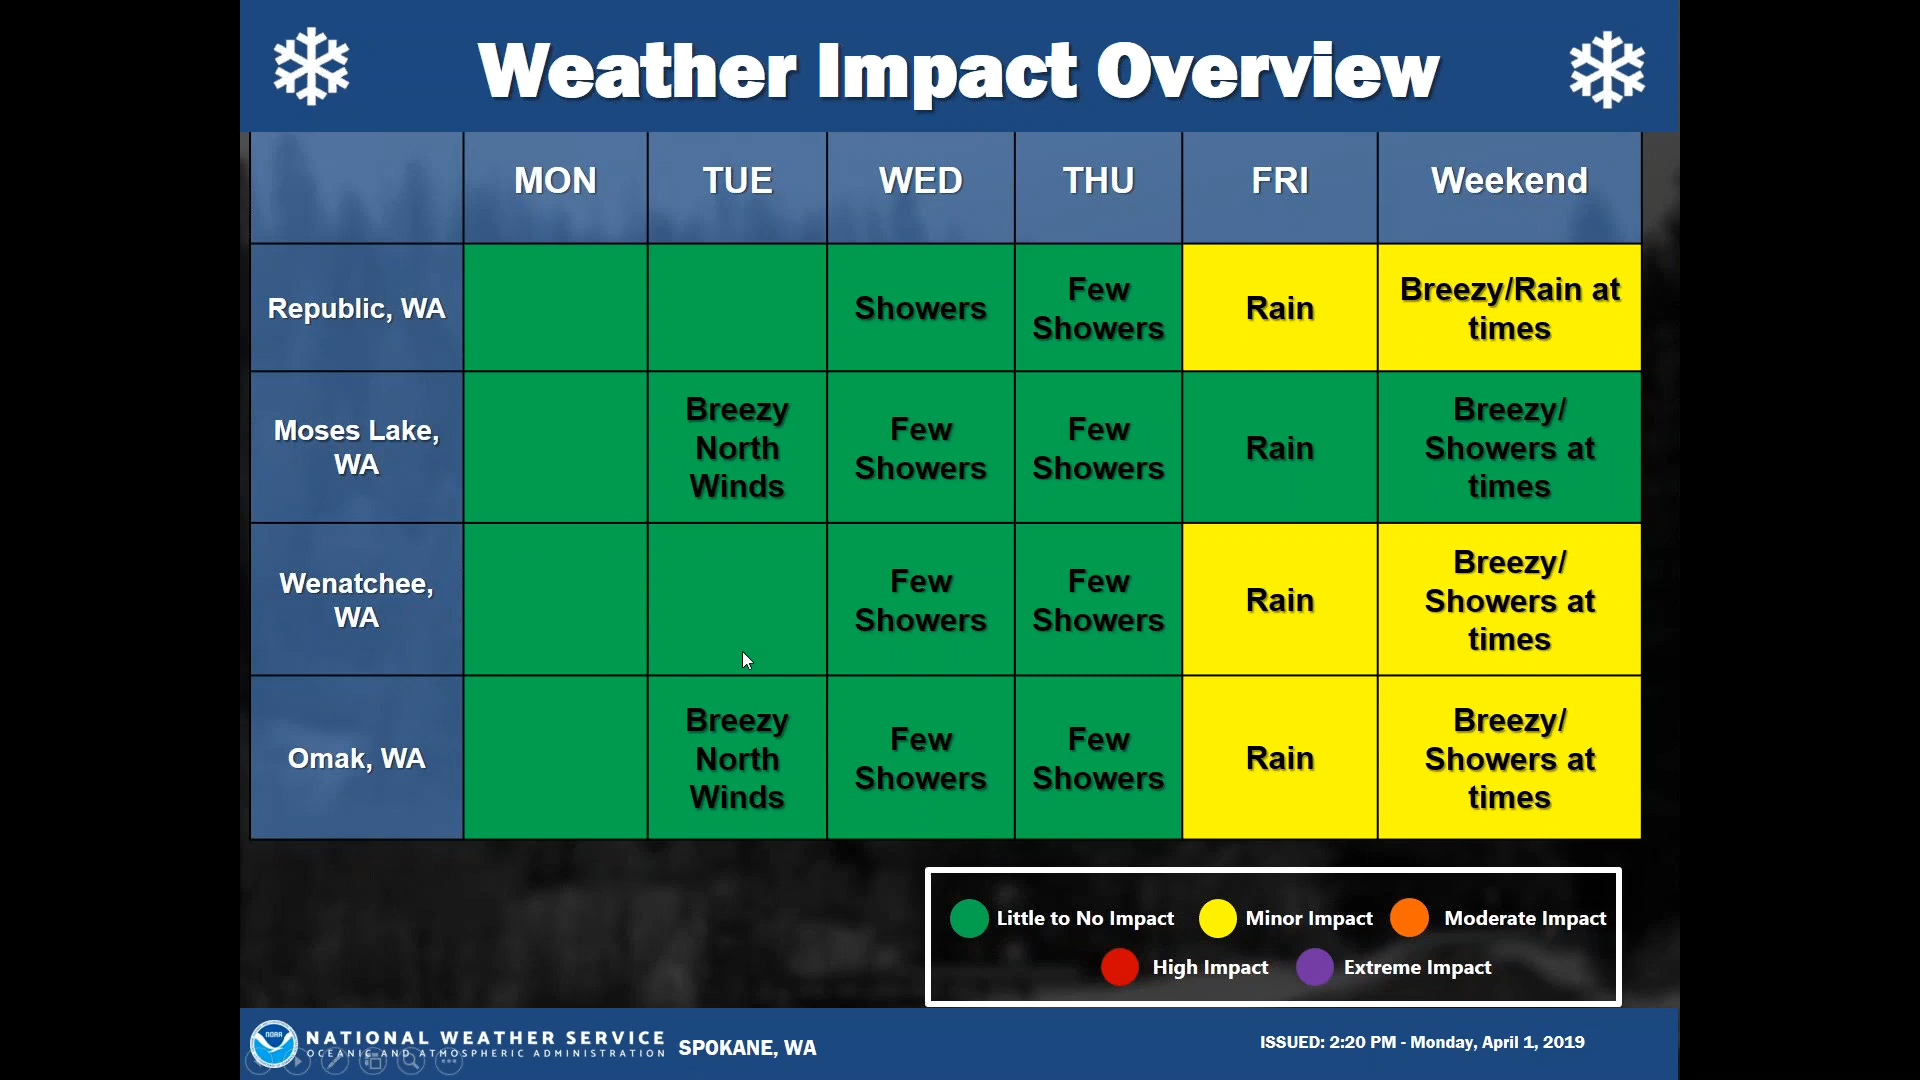 Weather Impact Overview
MON TUE WED THU FRI Weekend
Republic, WA
Showers
Few
Showers
Rain
Breezy/Rain at
times
Moses Lake,
WA
Breezy
North
Winds
Few
Showers
Few
Showers
Rain
Breezy/
Showers at
times
Wenatchee,
WA
Few
Showers
Few
Showers
Rain
Breezy/
Showers at
times
Omak, WA
Breezy
North
Winds
Few
Showers
Few
Showers
Rain
Breezy/
Showers at
times
Little to No Impact Minor Impact Moderate Impact
High Impact Extreme Impact
NOAA
NATIONAL WEATHER SERVICE
OCEANIC AND ATMOSPHERIC ADMINISTRATION
SPOKANE, WA
ISSUED: 2:20 PM - Monday, April 1, 2019